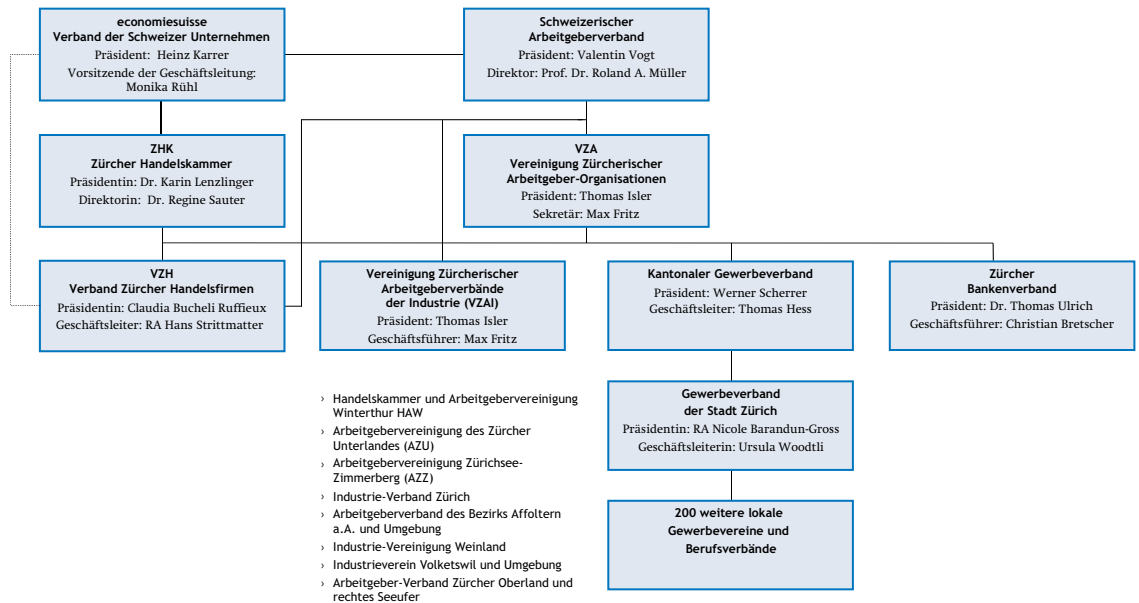 economiesuisse
Verband der Schweizer Unternehmen
Präsident: Heinz Karrer
Vorsitzende der Geschäftsleitung:
Monika Rühl
Schweizerischer
Arbeitgeberverband
Präsident: Valentin Vogt
Direktor: Prof. Dr. Roland A. Müller
ZHK
Zürcher Handelskammer
Präsidentin: Dr. Karin Lenzlinger
Direktorin: Dr. Regine Sauter
VZA
Vereinigung Zürcherischer
Arbeitgeber-Organisationen
Präsident: Thomas Isler
Sekretär: Max Fritz
VZH
Verband Zürcher Handelsfirmen
Präsidentin: Claudia Bucheli Ruffieux
Geschäftsleiter: RA Hans Strittmatter
Vereinigung Zürcherischer
Arbeitgeberverbände
der Industrie (VZAI)
Präsident: Thomas Isler
Geschäftsführer: Max Fritz
Kantonaler Gewerbeverband
Präsident: Werner Scherrer
Geschäftsleiter: Thomas Hess
Zürcher
Bankenverband
Präsident: Dr. Thomas Ulrich
Geschäftsführer: Christian Bretscher
› Handelskammer und Arbeitgebervereinigung
Winterthur HAW
› Arbeitgebervereinigung des Zürcher
Unterlandes (AZU)
› Arbeitgebervereinigung Zürichsee-
Zimmerberg (AZZ)
› Industrie-Verband Zürich
› Arbeitgeberverband des Bezirks Affoltern
a.A. und Umgebung
› Industrie-Vereinigung Weinland
› Industrieverein Volketswil und Umgebung
› Arbeitgeber-Verband Zürcher Oberland und
rechtes Seeufer
Gewerbeverband
der Stadt Zürich
Präsidentin: RA Nicole Barandun-Gross
Geschäftsleiterin: Ursula Woodtli
200 weitere lokale
Gewerbevereine und
Berufsverbände